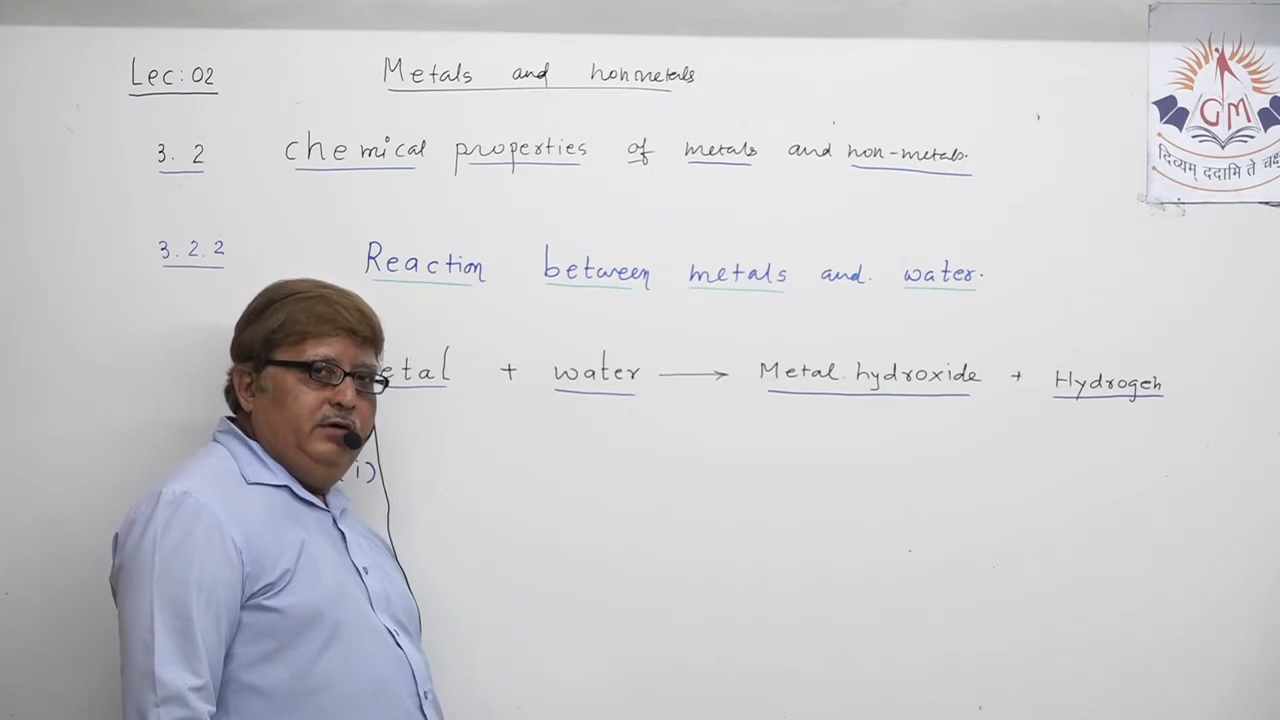 Lec: 02 Metals and nonmetals
3.2 chemical properties of metals and non-metals.
3.2.2 Reaction between metals and. water.
etal + water → Metal hydroxide + Hydrogen
i)
GM
दिव्यम् ददामि ते चक्षु